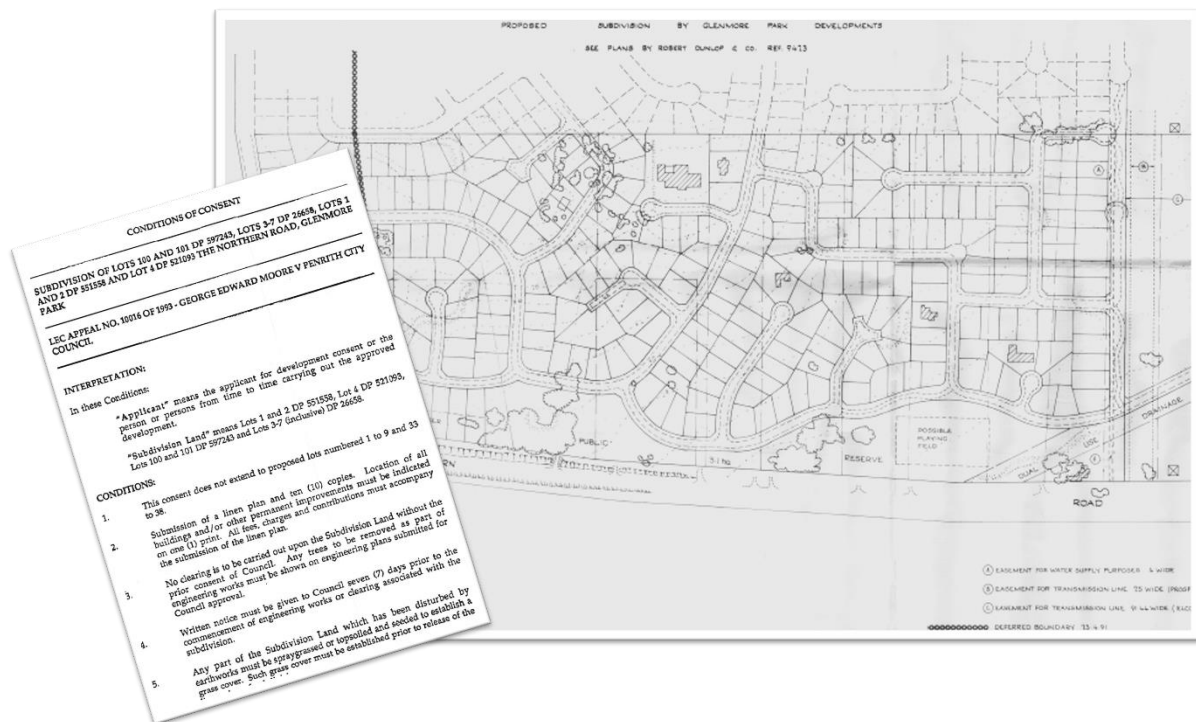 PROPOSED SUBDIVISION BY GLENMORE PARK DEVELOPMENTS
SEE PLANS BY ROBERT DUNLOP & CO. REF. 9413
PUBLIC
RESERVE
3·1 ha
POSSIBLE
PLAYING
FIELD
DUAL USE
DRAINAGE
ROAD
Ⓐ EASEMENT FOR WATER SUPPLY PURPOSES 6 WIDE
Ⓑ EASEMENT FOR TRANSMISSION LINE 25 WIDE
Ⓒ EASEMENT FOR TRANSMISSION LINE 91·44 WIDE
DEFERRED BOUNDARY
CONDITIONS OF CONSENT
SUBDIVISION OF LOTS 100 AND 101 DP 597243, LOTS 3-7 DP 26658, LOTS 1
AND 2 DP 551558 AND LOT 4 DP 521093 THE NORTHERN ROAD, GLENMORE
PARK
LEC APPEAL NO. 10016 OF 1993 - GEORGE EDWARD MOORE V PENRITH CITY
COUNCIL
INTERPRETATION:
In these Conditions:
"Applicant" means the applicant for development consent or the
person or persons from time to time carrying out the approved
development.
"Subdivision Land" means Lots 1 and 2 DP 551558, Lot 4 DP 521093,
Lots 100 and 101 DP 597243 and Lots 3-7 (inclusive) DP 26658.
CONDITIONS:
1. This consent does not extend to proposed lots numbered 1 to 9 and 33
to 38.
2. Submission of a linen plan and ten (10) copies. Location of all
buildings and/or other permanent improvements must be indicated
on one (1) print. All fees, charges and contributions must accompany
the submission of the linen plan.
3. No clearing is to be carried out upon the Subdivision Land without the
prior consent of Council. Any trees to be removed as part of
engineering works must be shown on engineering plans submitted for
Council approval.
4. Written notice must be given to Council seven (7) days prior to the
commencement of engineering works or clearing associated with the
subdivision.
5. Any part of the Subdivision Land which has been disturbed by
earthworks must be spraygrassed or topsoiled and seeded to establish a
grass cover. Such grass cover must be established prior to release of the